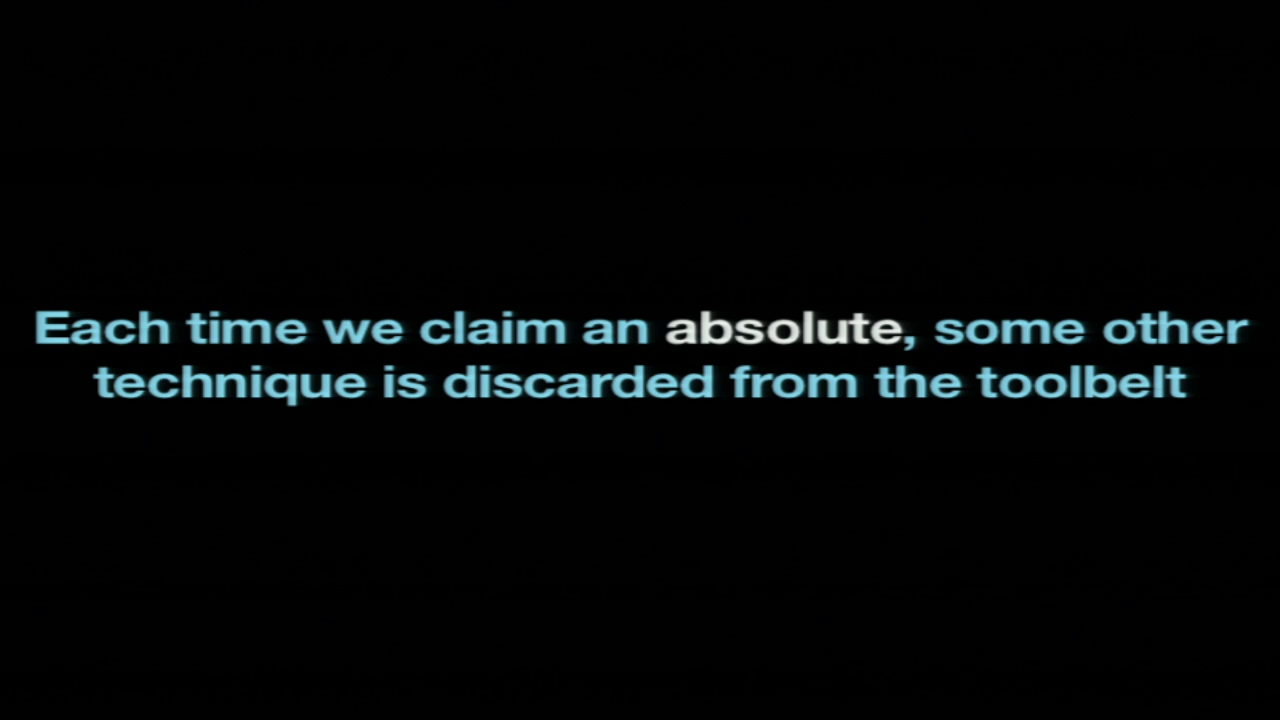 Each time we claim an absolute, some other
technique is discarded from the toolbelt